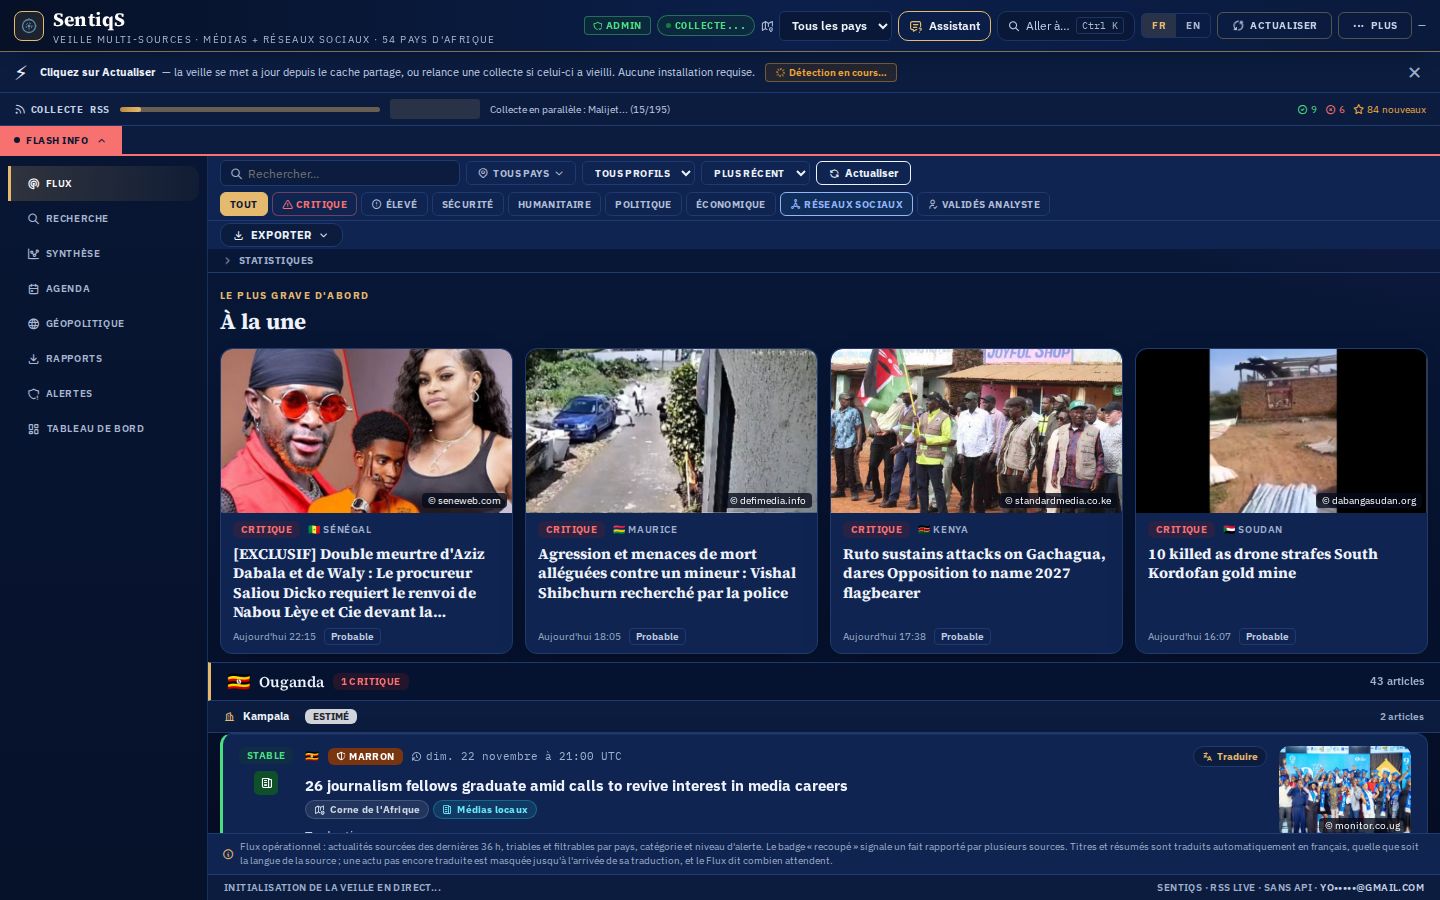 SentiqS
VEILLE MULTI-SOURCES · MÉDIAS + RÉSEAUX SOCIAUX · 54 PAYS D'AFRIQUE
ADMIN
COLLECTE...
Tous les pays
Assistant
Aller à... Ctrl K
FR EN
ACTUALISER
··· PLUS
Cliquez sur Actualiser — la veille se met a jour depuis le cache partage, ou relance une collecte si celui-ci a vieilli. Aucune installation requise.
Détection en cours...
COLLECTE RSS
Collecte en parallèle : Malijet... (15/195)
9 6 84 nouveaux
FLASH INFO
FLUX
RECHERCHE
SYNTHÈSE
AGENDA
GÉOPOLITIQUE
RAPPORTS
ALERTES
TABLEAU DE BORD
Rechercher...
TOUS PAYS
TOUS PROFILS
PLUS RÉCENT
Actualiser
TOUT
CRITIQUE
ÉLEVÉ
SÉCURITÉ
HUMANITAIRE
POLITIQUE
ÉCONOMIQUE
RÉSEAUX SOCIAUX
VALIDÉS ANALYSTE
EXPORTER
STATISTIQUES
LE PLUS GRAVE D'ABORD
À la une
© seneweb.com
CRITIQUE SÉNÉGAL
[EXCLUSIF] Double meurtre d'Aziz
Dabala et de Waly : Le procureur
Saliou Dicko requiert le renvoi de
Nabou Lèye et Cie devant la...
Aujourd'hui 22:15 Probable
© defimedia.info
CRITIQUE MAURICE
Agression et menaces de mort
alléguées contre un mineur : Vishal
Shibchurn recherché par la police
Aujourd'hui 18:05 Probable
JOYFUL SHOP
© standardmedia.co.ke
CRITIQUE KENYA
Ruto sustains attacks on Gachagua,
dares Opposition to name 2027
flagbearer
Aujourd'hui 17:38 Probable
© dabangasudan.org
CRITIQUE SOUDAN
10 killed as drone strafes South
Kordofan gold mine
Aujourd'hui 16:07 Probable
Ouganda 1 CRITIQUE
43 articles
Kampala ESTIMÉ
2 articles
STABLE
MARRON dim. 22 novembre à 21:00 UTC
Traduire
26 journalism fellows graduate amid calls to revive interest in media careers
Corne de l'Afrique Médias locaux
© monitor.co.ug
Flux opérationnel : actualités sourcées des dernières 36 h, triables et filtrables par pays, catégorie et niveau d'alerte. Le badge « recoupé » signale un fait rapporté par plusieurs sources. Titres et résumés sont traduits automatiquement en français, quelle que soit
la langue de la source ; une actu pas encore traduite est masquée jusqu'à l'arrivée de sa traduction, et le Flux dit combien attendent.
INITIALISATION DE LA VEILLE EN DIRECT...
SENTIQS · RSS LIVE · SANS API · YO•••••@GMAIL.COM